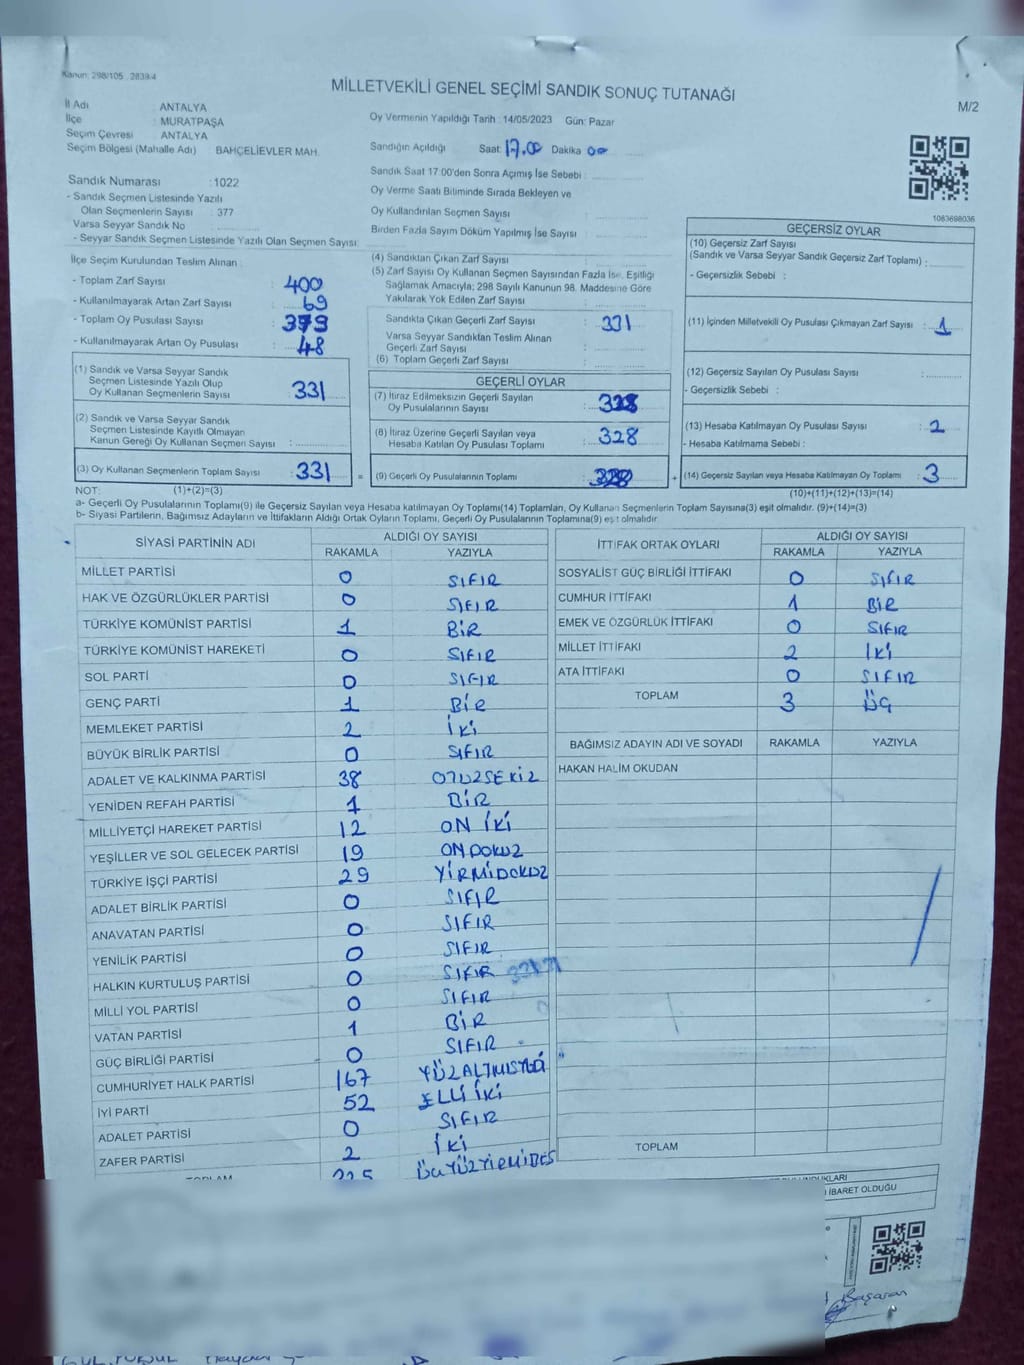 Kanun: 298/105 2839.4
MİLLETVEKİLİ GENEL SEÇİMİ SANDIK SONUÇ TUTANAĞI
M/2
İl Adı : ANTALYA
İlçe : MURATPAŞA
Seçim Çevresi : ANTALYA
Seçim Bölgesi (Mahalle Adı) : BAHÇELİEVLER MAH.
Sandık Numarası : 1022
- Sandık Seçmen Listesinde Yazılı
Olan Seçmenlerin Sayısı : 377
Varsa Seyyar Sandık No
- Seyyar Sandık Seçmen Listesinde Yazılı Olan Seçmen Sayısı:
Oy Vermenin Yapıldığı Tarih : 14/05/2023 Gün: Pazar
Sandığın Açıldığı Saat: 17.00 Dakika 00
Sandık Saat 17:00'den Sonra Açımış İse Sebebi :
Oy Verme Saati Bitiminde Sırada Bekleyen ve
Oy Kullandırılan Seçmen Sayısı
Birden Fazla Sayım Döküm Yapılmış İse Sayısı :
1083698036
İlçe Seçim Kurulundan Teslim Alınan :
- Toplam Zarf Sayısı : 400
- Kullanılmayarak Artan Zarf Sayısı : 69
- Toplam Oy Pusulası Sayısı : 379
- Kullanılmayarak Artan Oy Pusulası : 48
(1) Sandık ve Varsa Seyyar Sandık
Seçmen Listesinde Yazılı Olup
Oy Kullanan Seçmenlerin Sayısı : 331
(2) Sandık ve Varsa Seyyar Sandık
Seçmen Listesinde Kayıtlı Olmayan
Kanun Gereği Oy Kullanan Seçmen Sayısı :
(3) Oy Kullanan Seçmenlerin Toplam Sayısı : 331 =
(4) Sandıktan Çıkan Zarf Sayısı :
(5) Zarf Sayısı Oy Kullanan Seçmen Sayısından Fazla İse, Eşitliği
Sağlamak Amacıyla; 298 Sayılı Kanunun 98. Maddesine Göre
Yakılarak Yok Edilen Zarf Sayısı :
Sandıkta Çıkan Geçerli Zarf Sayısı : 331
Varsa Seyyar Sandıktan Teslim Alınan
Geçerli Zarf Sayısı :
(6) Toplam Geçerli Zarf Sayısı :
GEÇERLİ OYLAR
(7) İtiraz Edilmeksizin Geçerli Sayılan
Oy Pusulalarının Sayısı : 328
(8) İtiraz Üzerine Geçerli Sayılan veya
Hesaba Katılan Oy Pusulası Toplamı : 328
(9) Geçerli Oy Pusulalarının Toplamı : 328 +
GEÇERSİZ OYLAR
(10) Geçersiz Zarf Sayısı
(Sandık ve Varsa Seyyar Sandık Geçersiz Zarf Toplamı) :
- Geçersizlik Sebebi :
(11) İçinden Milletvekili Oy Pusulası Çıkmayan Zarf Sayısı : 1
(12) Geçersiz Sayılan Oy Pusulası Sayısı :
- Geçersizlik Sebebi :
(13) Hesaba Katılmayan Oy Pusulası Sayısı : 2
- Hesaba Katılmama Sebebi :
(14) Geçersiz Sayılan veya Hesaba Katılmayan Oy Toplamı : 3
NOT: (1)+(2)=(3) (10)+(11)+(12)+(13)=(14)
a- Geçerli Oy Pusulalarının Toplamı(9) ile Geçersiz Sayılan veya Hesaba Katılmayan Oy Toplamı(14) Toplamları, Oy Kullanan Seçmenlerin Toplam Sayısına(3) eşit olmalıdır. (9)+(14)=(3)
b- Siyasi Partilerin, Bağımsız Adayların ve İttifakların Aldığı Ortak Oyların Toplamı, Geçerli Oy Pusulalarının Toplamına(9) eşit olmalıdır.
SİYASİ PARTİNİN ADI ALDIĞI OY SAYISI
RAKAMLA YAZIYLA
MİLLET PARTİSİ 0 SIFIR
HAK VE ÖZGÜRLÜKLER PARTİSİ 0 SIFIR
TÜRKİYE KOMÜNİST PARTİSİ 1 BİR
TÜRKİYE KOMÜNİST HAREKETİ 0 SIFIR
SOL PARTİ 0 SIFIR
GENÇ PARTİ 1 BİR
MEMLEKET PARTİSİ 2 İKİ
BÜYÜK BİRLİK PARTİSİ 0 SIFIR
ADALET VE KALKINMA PARTİSİ 38 OTUZSEKİZ
YENİDEN REFAH PARTİSİ 1 BİR
MİLLİYETÇİ HAREKET PARTİSİ 12 ON İKİ
YEŞİLLER VE SOL GELECEK PARTİSİ 19 ONDOKUZ
TÜRKİYE İŞÇİ PARTİSİ 29 YİRMİDOKUZ
ADALET BİRLİK PARTİSİ 0 SIFIR
ANAVATAN PARTİSİ 0 SIFIR
YENİLİK PARTİSİ 0 SIFIR
HALKIN KURTULUŞ PARTİSİ 0 SIFIR
MİLLİ YOL PARTİSİ 0 SIFIR
VATAN PARTİSİ 1 BİR
GÜÇ BİRLİĞİ PARTİSİ 0 SIFIR
CUMHURİYET HALK PARTİSİ 167
İYİ PARTİ 52 ELLİ İKİ
ADALET PARTİSİ 0 SIFIR
ZAFER PARTİSİ 2 İKİ
TOPLAM 325 ÜÇYÜZYİRMİBEŞ
İTTİFAK ORTAK OYLARI ALDIĞI OY SAYISI
RAKAMLA YAZIYLA
SOSYALİST GÜÇ BİRLİĞİ İTTİFAKI 0 SIFIR
CUMHUR İTTİFAKI 1 BİR
EMEK VE ÖZGÜRLÜK İTTİFAKI 0 SIFIR
MİLLET İTTİFAKI 2 İKİ
ATA İTTİFAKI 0 SIFIR
TOPLAM 3 ÜÇ
BAĞIMSIZ ADAYIN ADI VE SOYADI RAKAMLA YAZIYLA
HAKAN HALİM OKUDAN
TOPLAM
İBARET OLDUĞU
Başaran